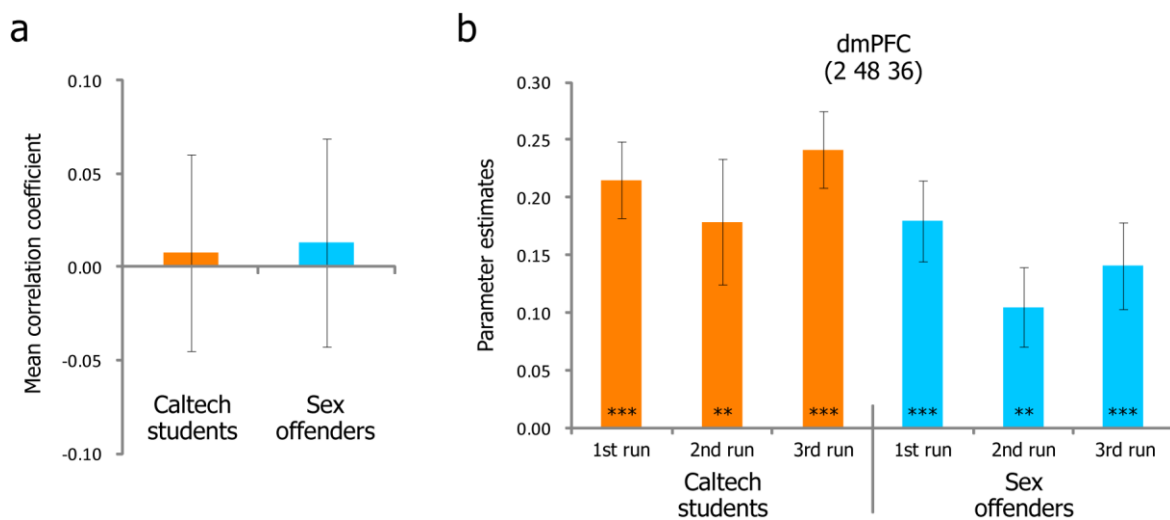 a
0.10
0.05
0.00
-0.05
-0.10
Mean correlation coefficient
Caltech
students
Sex
offenders
b
dmPFC
(2 48 36)
0.30
0.25
0.20
0.15
0.10
0.05
0.00
Parameter estimates
*** ** *** *** ** ***
1st run 2nd run 3rd run 1st run 2nd run 3rd run
Caltech
students
Sex
offenders